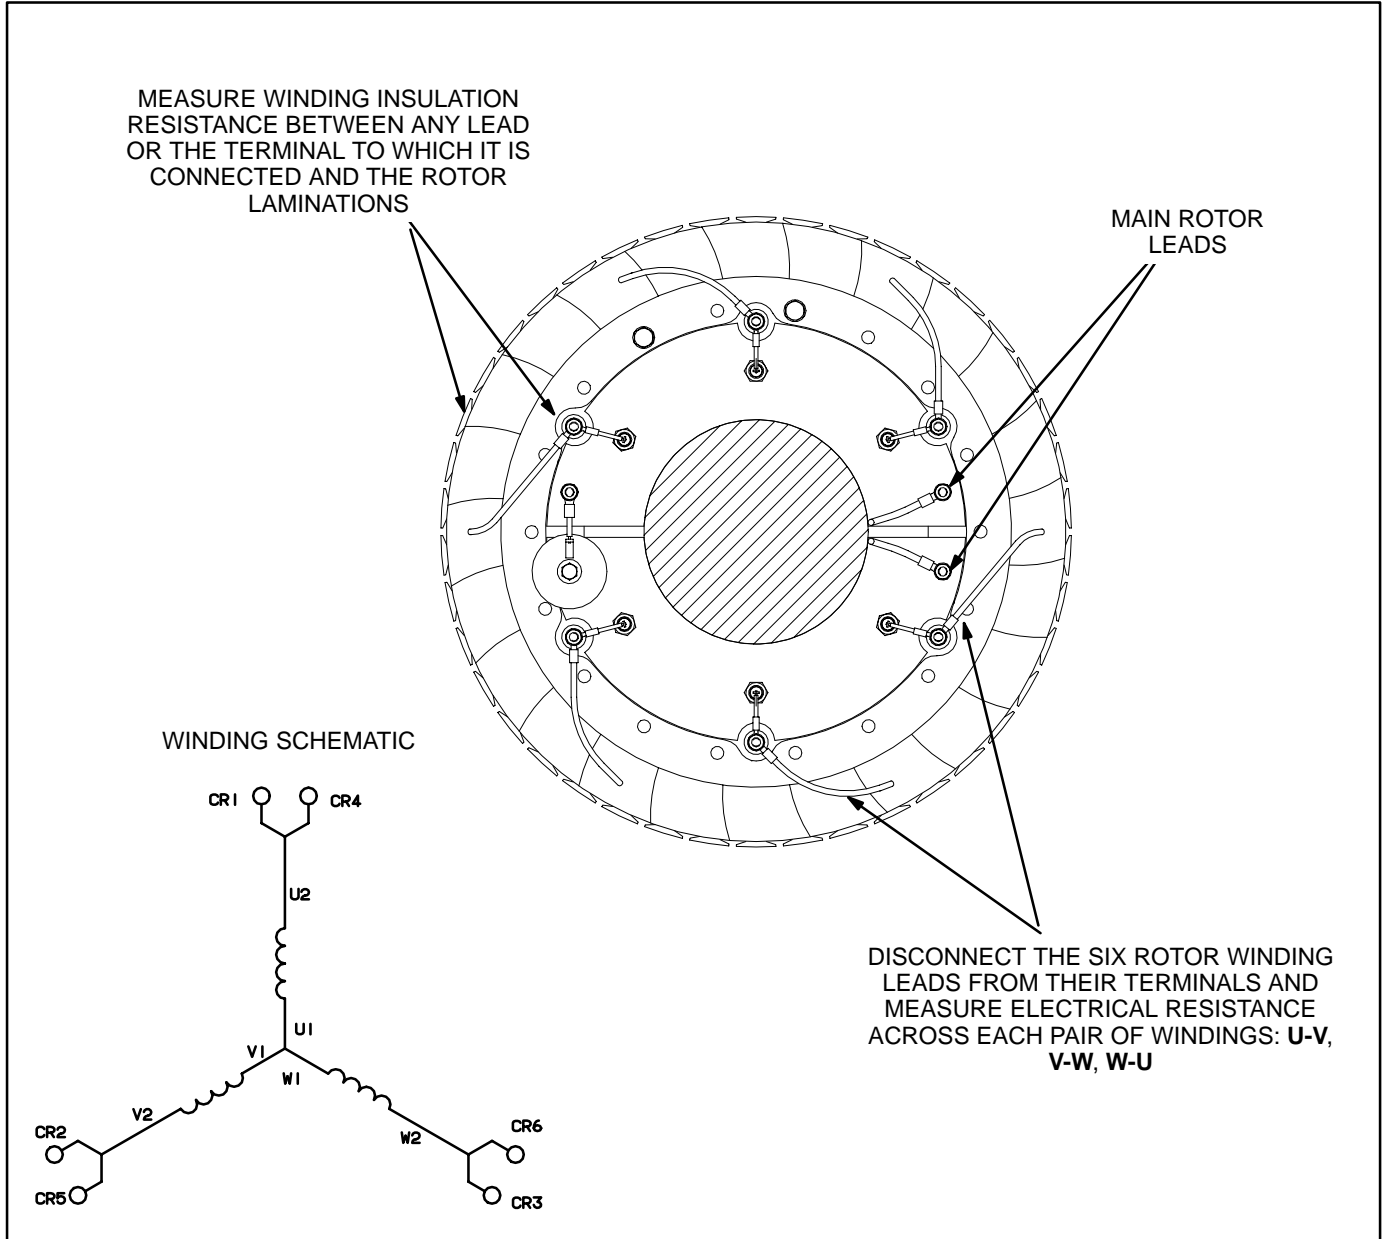 MEASURE WINDING INSULATION
RESISTANCE BETWEEN ANY LEAD
OR THE TERMINAL TO WHICH IT IS
CONNECTED AND THE ROTOR
LAMINATIONS
MAIN ROTOR
LEADS
WINDING SCHEMATIC
CR1
CR4
U2
U1
V1
W1
V2
W2
CR2
CR5
CR6
CR3
DISCONNECT THE SIX ROTOR WINDING
LEADS FROM THEIR TERMINALS AND
MEASURE ELECTRICAL RESISTANCE
ACROSS EACH PAIR OF WINDINGS: U-V,
V-W, W-U